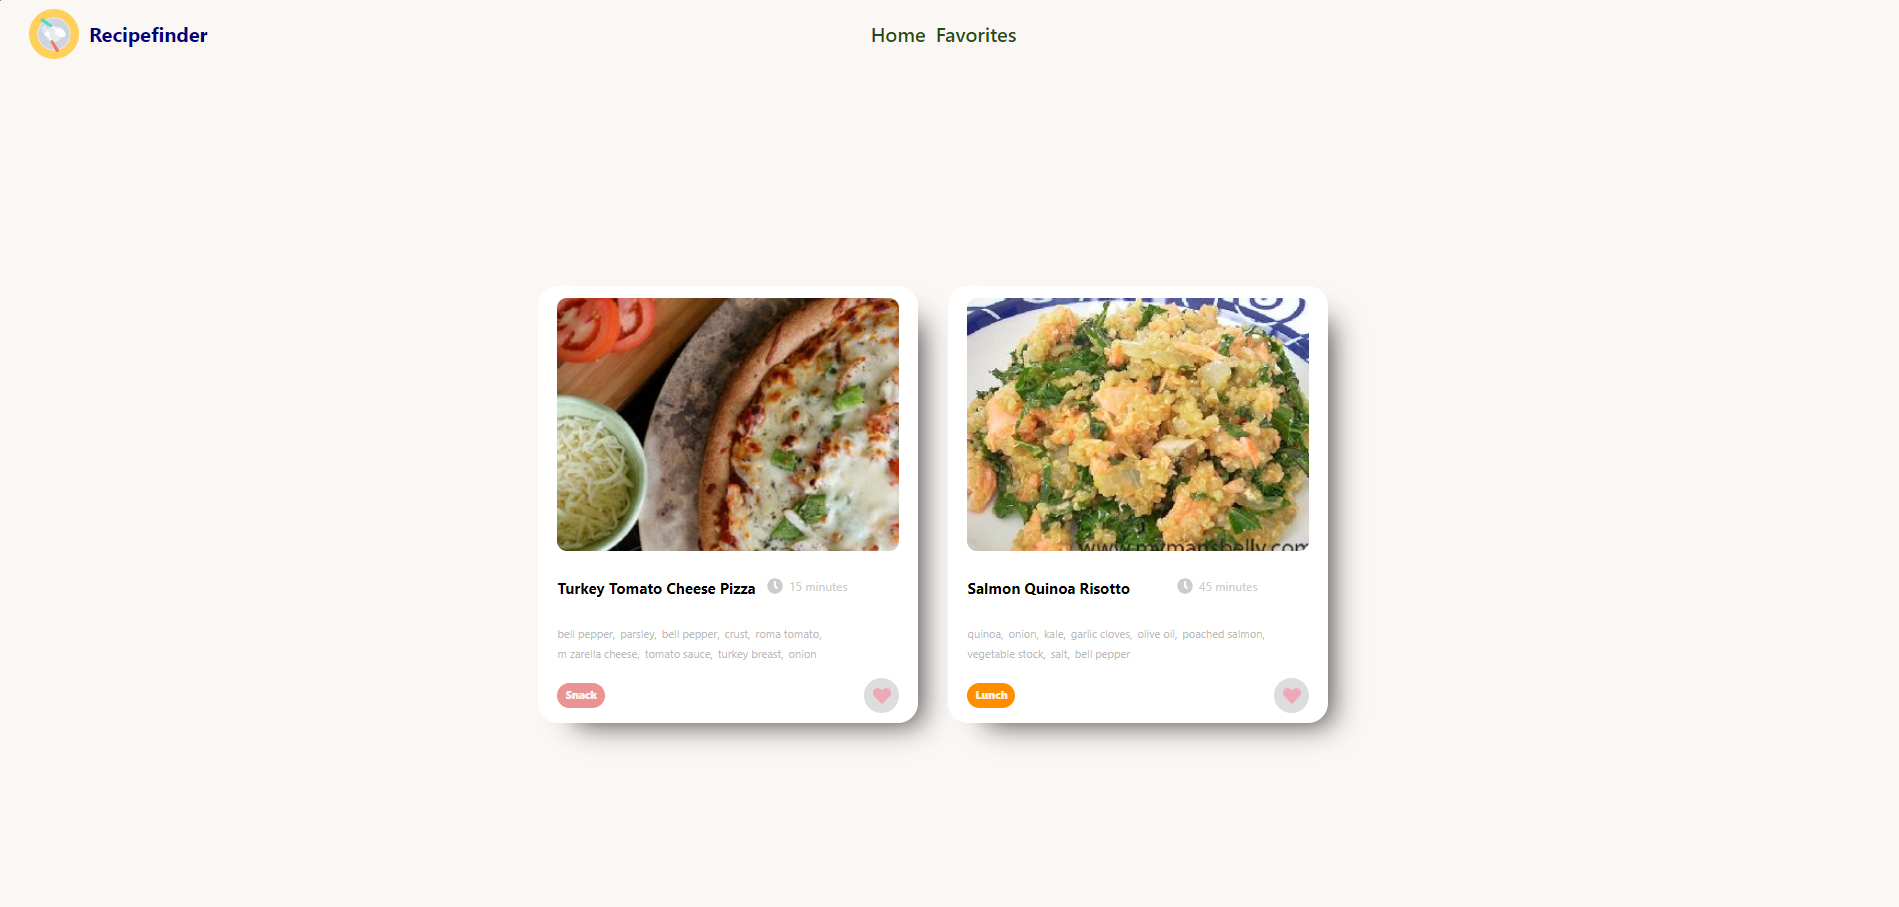 Recipefinder
Home Favorites
www.mymansbelly.com
Turkey Tomato Cheese Pizza 15 minutes
bell pepper, parsley, bell pepper, crust, roma tomato,
m zarella cheese, tomato sauce, turkey breast, onion
Snack
Salmon Quinoa Risotto 45 minutes
quinoa, onion, kale, garlic cloves, olive oil, poached salmon,
vegetable stock, salt, bell pepper
Lunch